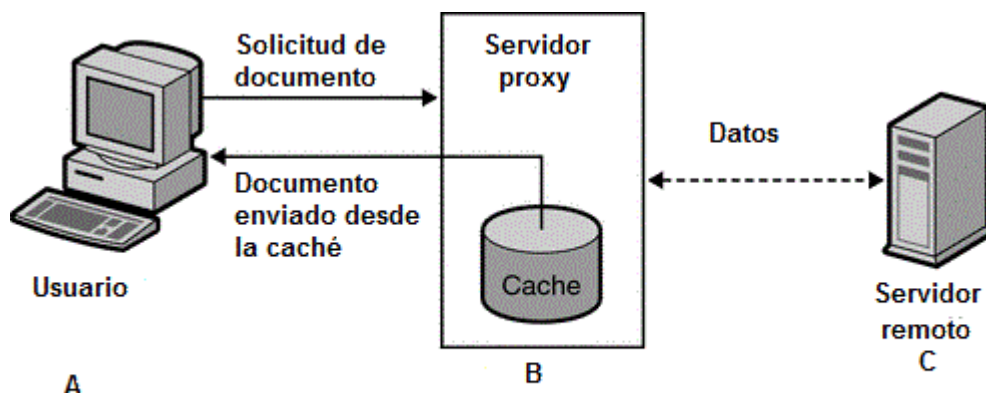 Solicitud de
documento
Servidor
proxy
Datos
Documento
enviado desde
la caché
Cache
Usuario
Servidor
remoto
A
B
C